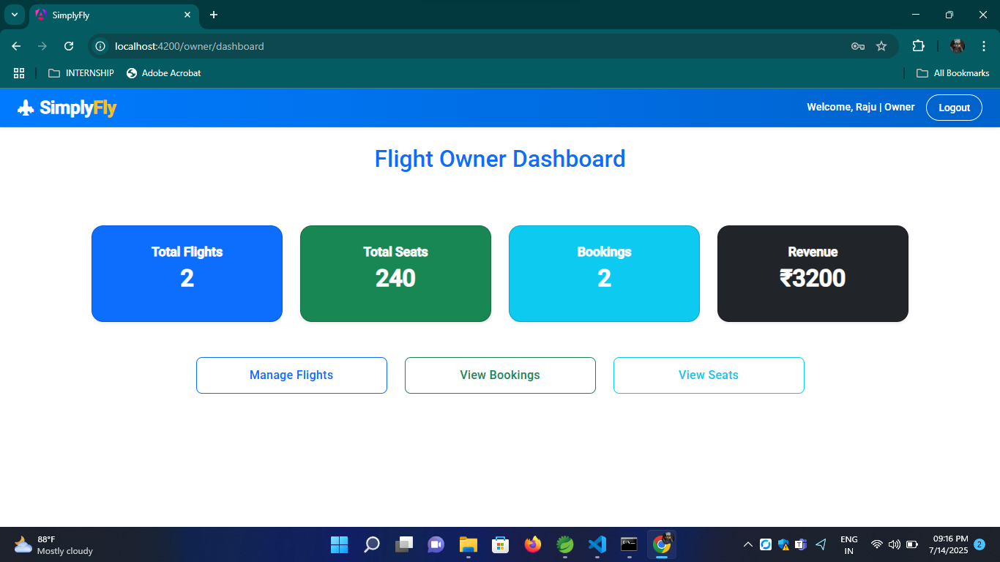 SimplyFly
localhost:4200/owner/dashboard
INTERNSHIP
Adobe Acrobat
All Bookmarks
SimplyFly
Welcome, Raju | Owner
Logout
Flight Owner Dashboard
Total Flights
2
Total Seats
240
Bookings
2
Revenue
₹3200
Manage Flights
View Bookings
View Seats
88°F
Mostly cloudy
ENG
IN
09:16 PM
7/14/2025
2